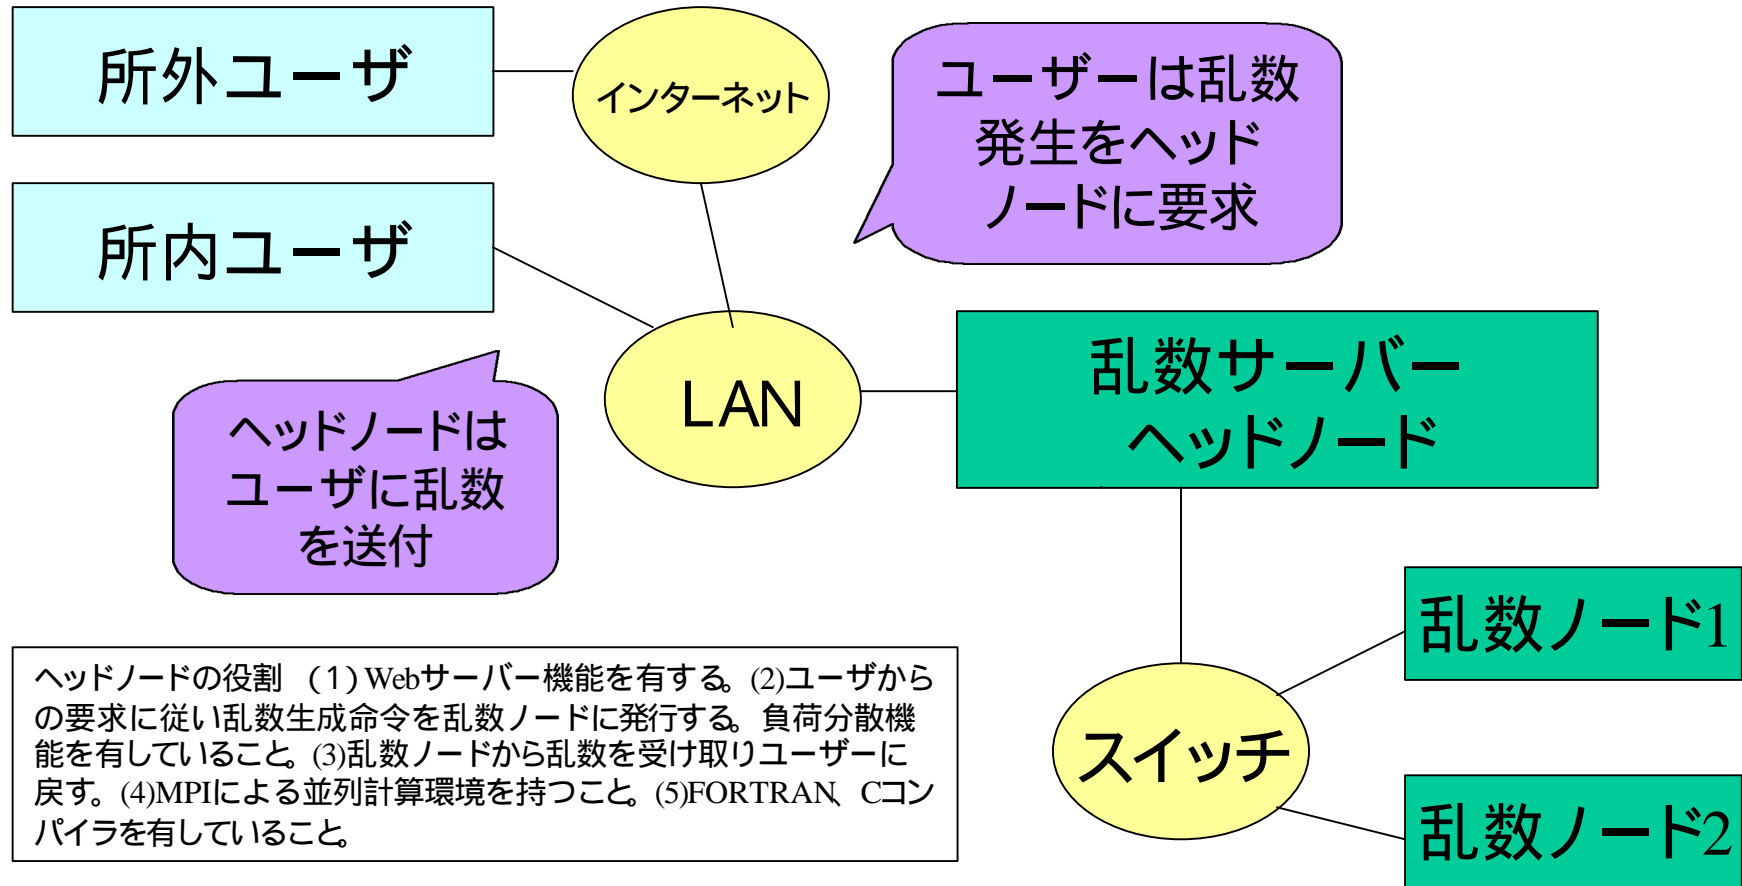 所外ユーザ
インターネット
ユーザーは乱数
発生をヘッド
ノードに要求
所内ユーザ
LAN
乱数サーバー
ヘッドノード
ヘッドノードは
ユーザに乱数
を送付
乱数ノード1
スイッチ
乱数ノード2
ヘッドノードの役割 (1)Webサーバー機能を有する。(2)ユーザから
の要求に従い乱数生成命令を乱数ノードに発行する。負荷分散機
能を有していること。(3)乱数ノードから乱数を受け取りユーザーに
戻す。(4)MPIによる並列計算環境を持つこと。(5)FORTRAN、Cコン
パイラを有していること。